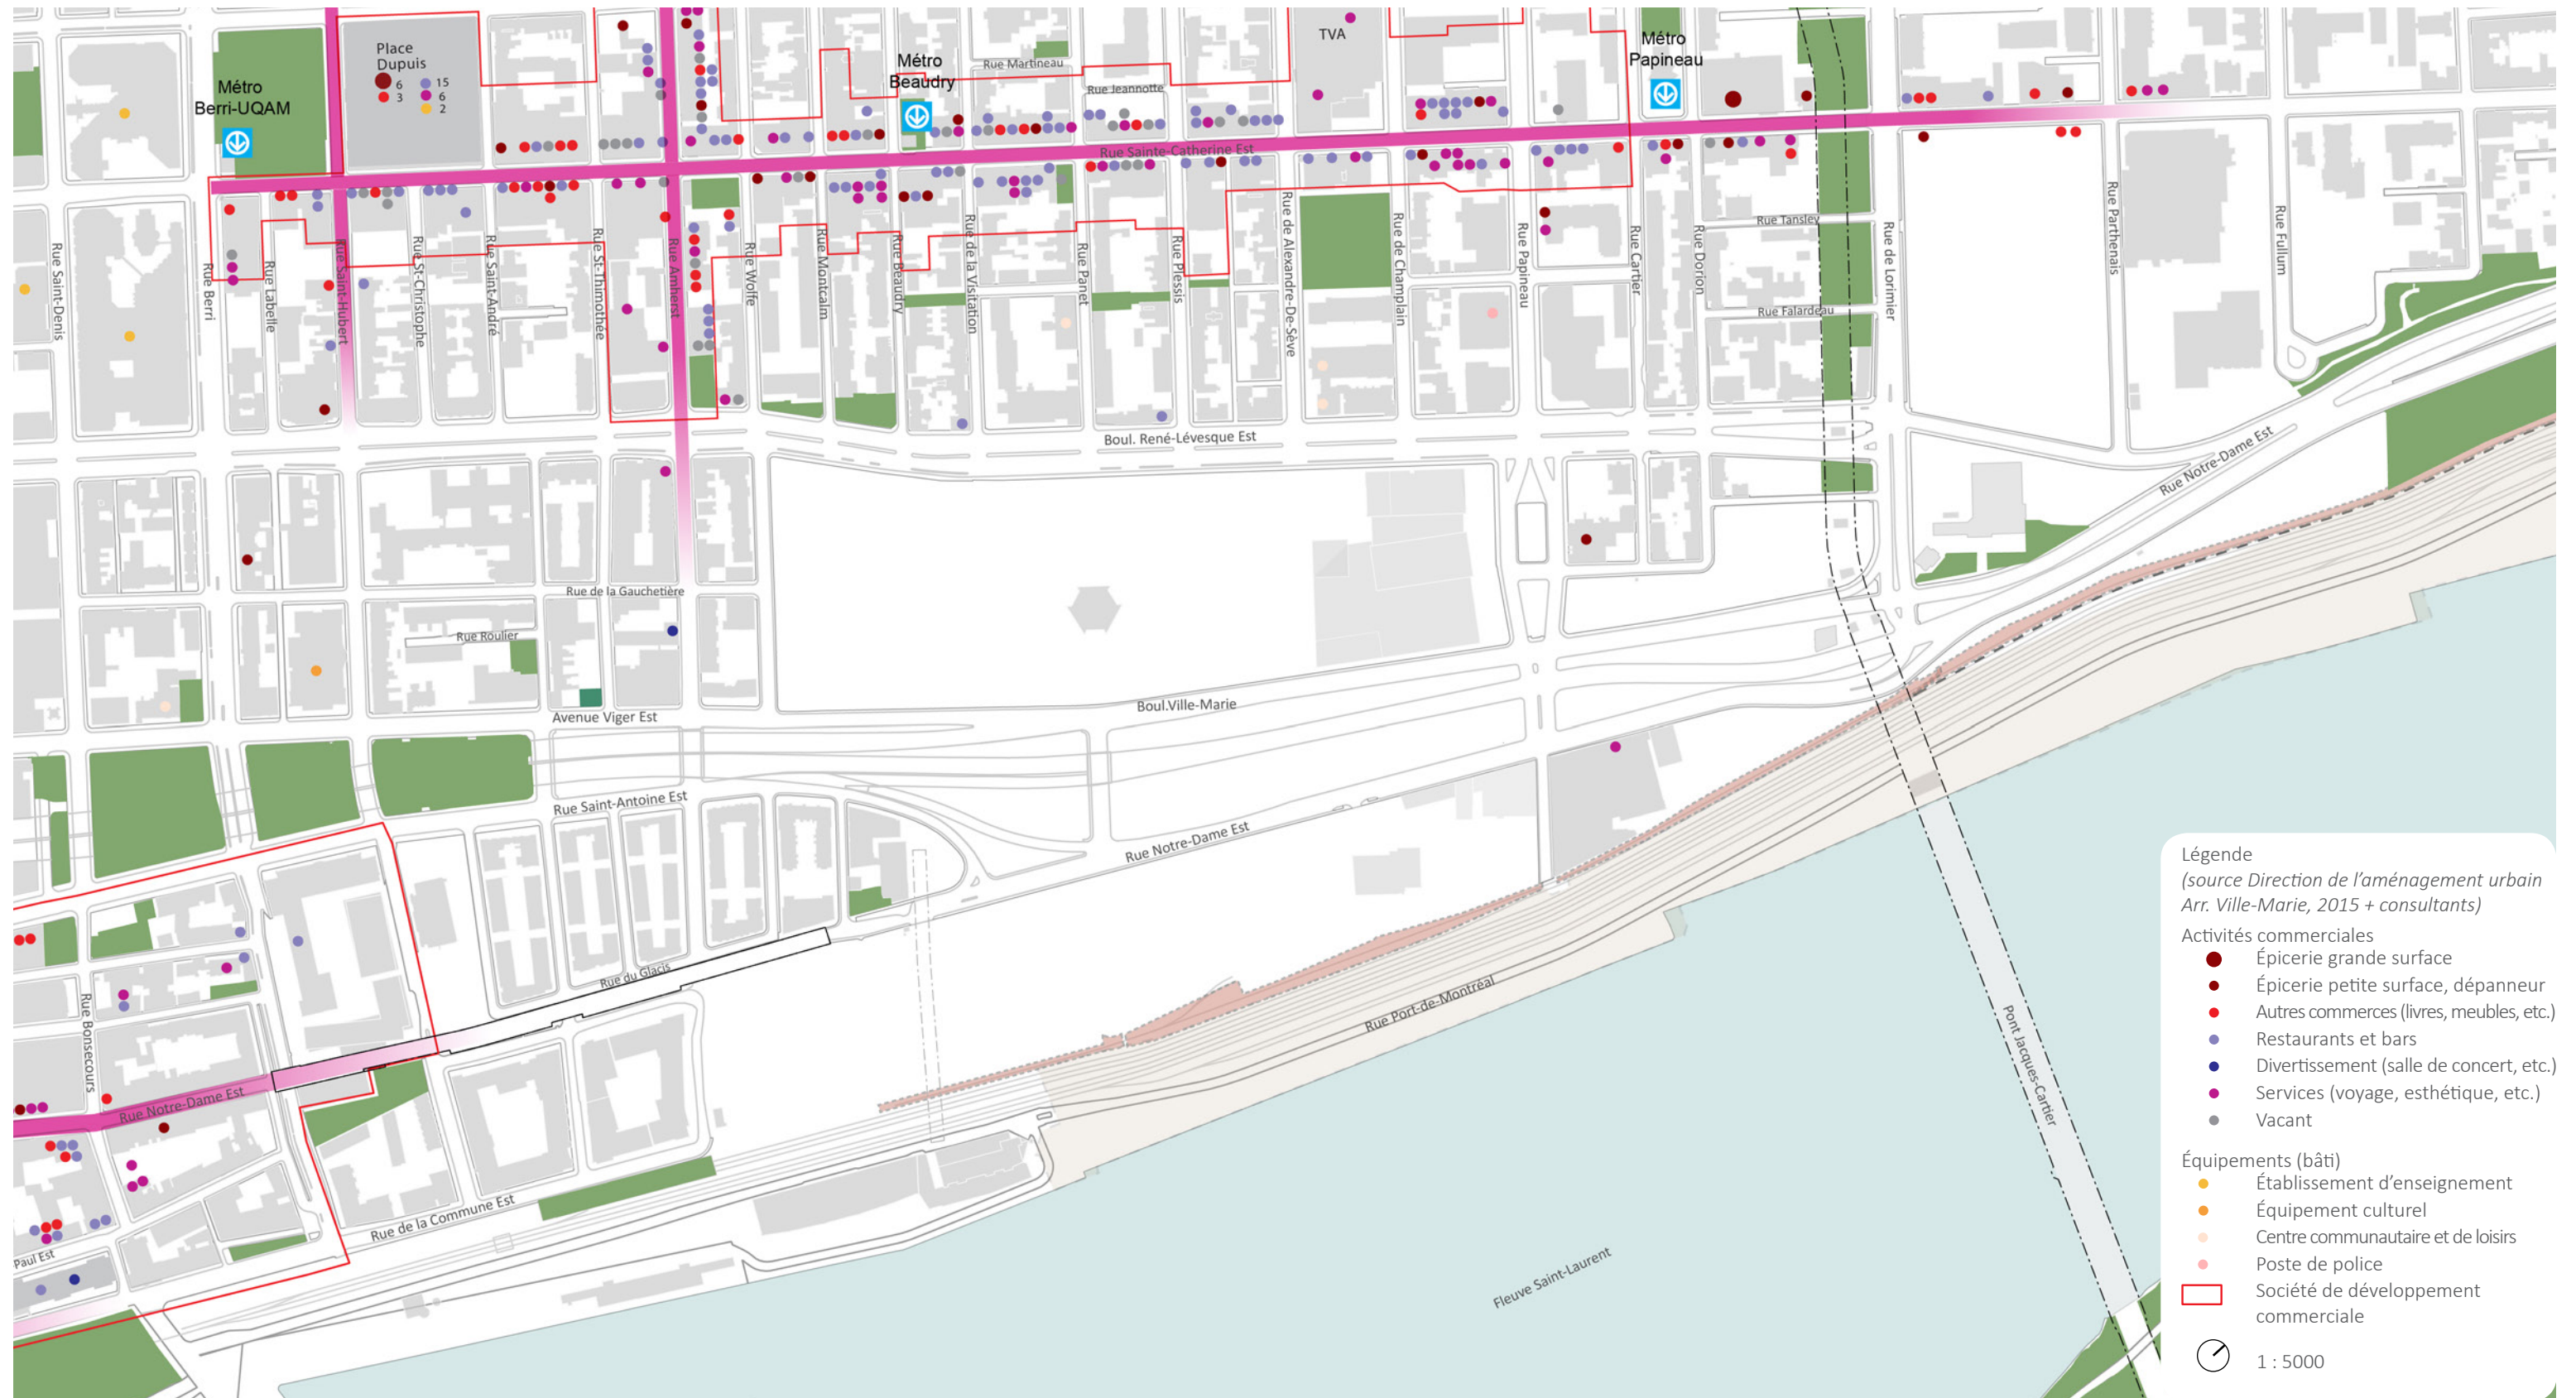 Place
Dupuis
6
15
3
6
2
Métro
Berri-UQAM
Métro
Beaudry
Rue Martineau
Rue Jeannotte
TVA
Métro
Papineau
Rue Sainte-Catherine Est
Rue Saint-Denis
Rue Berri
Rue Labelle
Rue Saint-Hubert
Rue St-Christophe
Rue Saint-André
Rue St-Thimothée
Rue Amherst
Rue Wolfe
Rue Montcalm
Rue Beaudry
Rue de la Visitation
Rue Panet
Rue Plessis
Rue de Alexandre-De-Sève
Rue de Champlain
Rue Papineau
Rue Cartier
Rue Dorion
Rue Tansley
Rue Falardeau
Rue de Lorimier
Rue Parthenais
Rue Fullum
Boul. René-Lévesque Est
Rue Notre-Dame Est
Rue de la Gauchetière
Rue Roulier
Avenue Viger Est
Boul.Ville-Marie
Rue Saint-Antoine Est
Rue Notre-Dame Est
Rue du Glacis
Rue Bonsecours
Rue Notre-Dame Est
Rue Port-de-Montréal
Rue de la Commune Est
Paul Est
Fleuve Saint-Laurent
Pont Jacques-Cartier
Légende
(source Direction de l'aménagement urbain
Arr. Ville-Marie, 2015 + consultants)
Activités commerciales
Épicerie grande surface
Épicerie petite surface, dépanneur
Autres commerces (livres, meubles, etc.)
Restaurants et bars
Divertissement (salle de concert, etc.)
Services (voyage, esthétique, etc.)
Vacant
Équipements (bâti)
Établissement d'enseignement
Équipement culturel
Centre communautaire et de loisirs
Poste de police
Société de développement
commerciale
1 : 5000